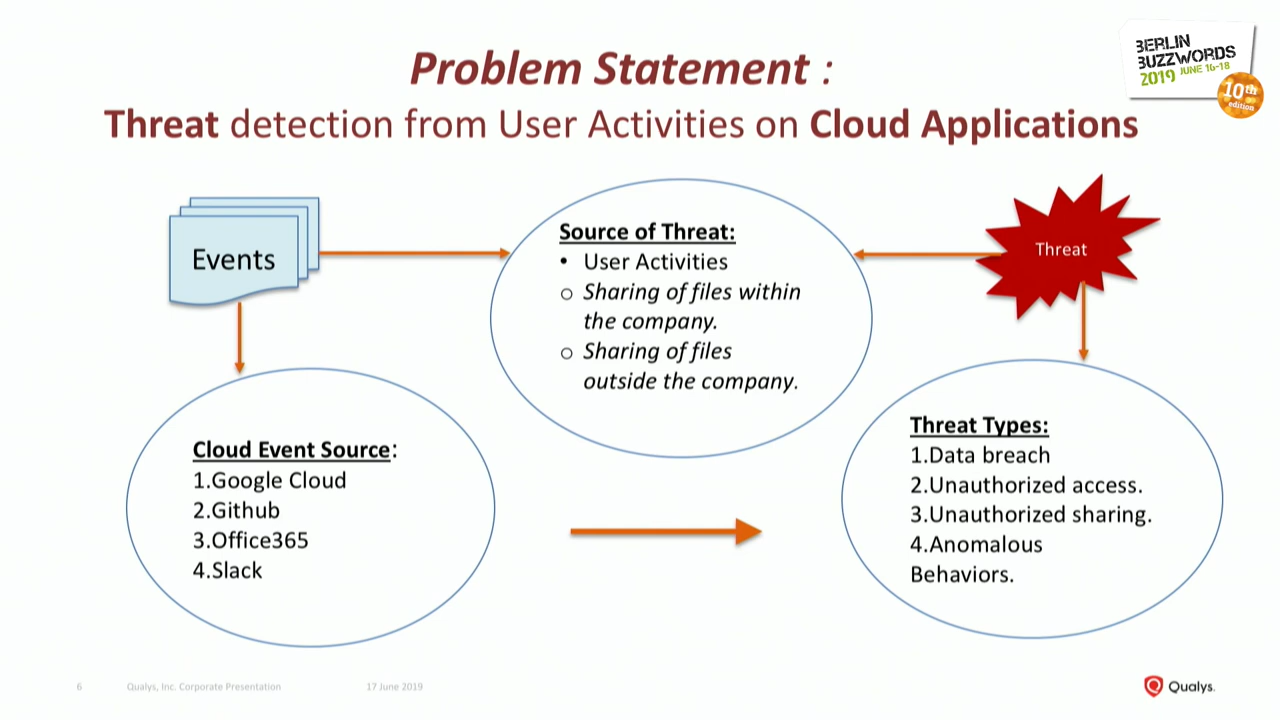 Problem Statement :
Threat detection from User Activities on Cloud Applications
BERLIN
BUZZWORDS
2019 JUNE 16-18
10th
edition
Events
Source of Threat:
• User Activities
o Sharing of files within
the company.
o Sharing of files
outside the company.
Threat
Cloud Event Source:
1.Google Cloud
2.Github
3.Office365
4.Slack
Threat Types:
1.Data breach
2.Unauthorized access.
3.Unauthorized sharing.
4.Anomalous
Behaviors.
6
Qualys, Inc. Corporate Presentation
17 June 2019
Qualys.